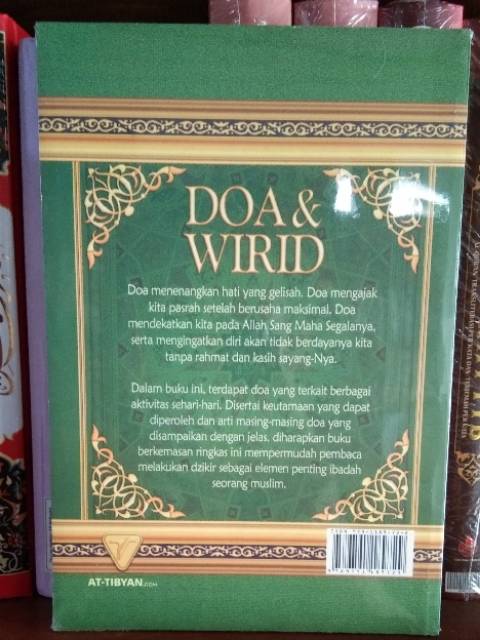 DOA &
WIRID
Doa menenangkan hati yang gelisah. Doa mengajak
kita pasrah setelah berusaha maksimal. Doa
mendekatkan kita pada Allah Sang Maha Segalanya,
serta mengingatkan diri akan tidak berdayanya kita
tanpa rahmat dan kasih sayang-Nya.
Dalam buku ini, terdapat doa yang terkait berbagai
aktivitas sehari-hari. Disertai keutamaan yang dapat
diperoleh dan arti masing-masing doa yang
disampaikan dengan jelas, diharapkan buku
berkemasan ringkas ini mempermudah pembaca
melakukan dzikir sebagai elemen penting ibadah
seorang muslim.
AT-TIBYAN.COM